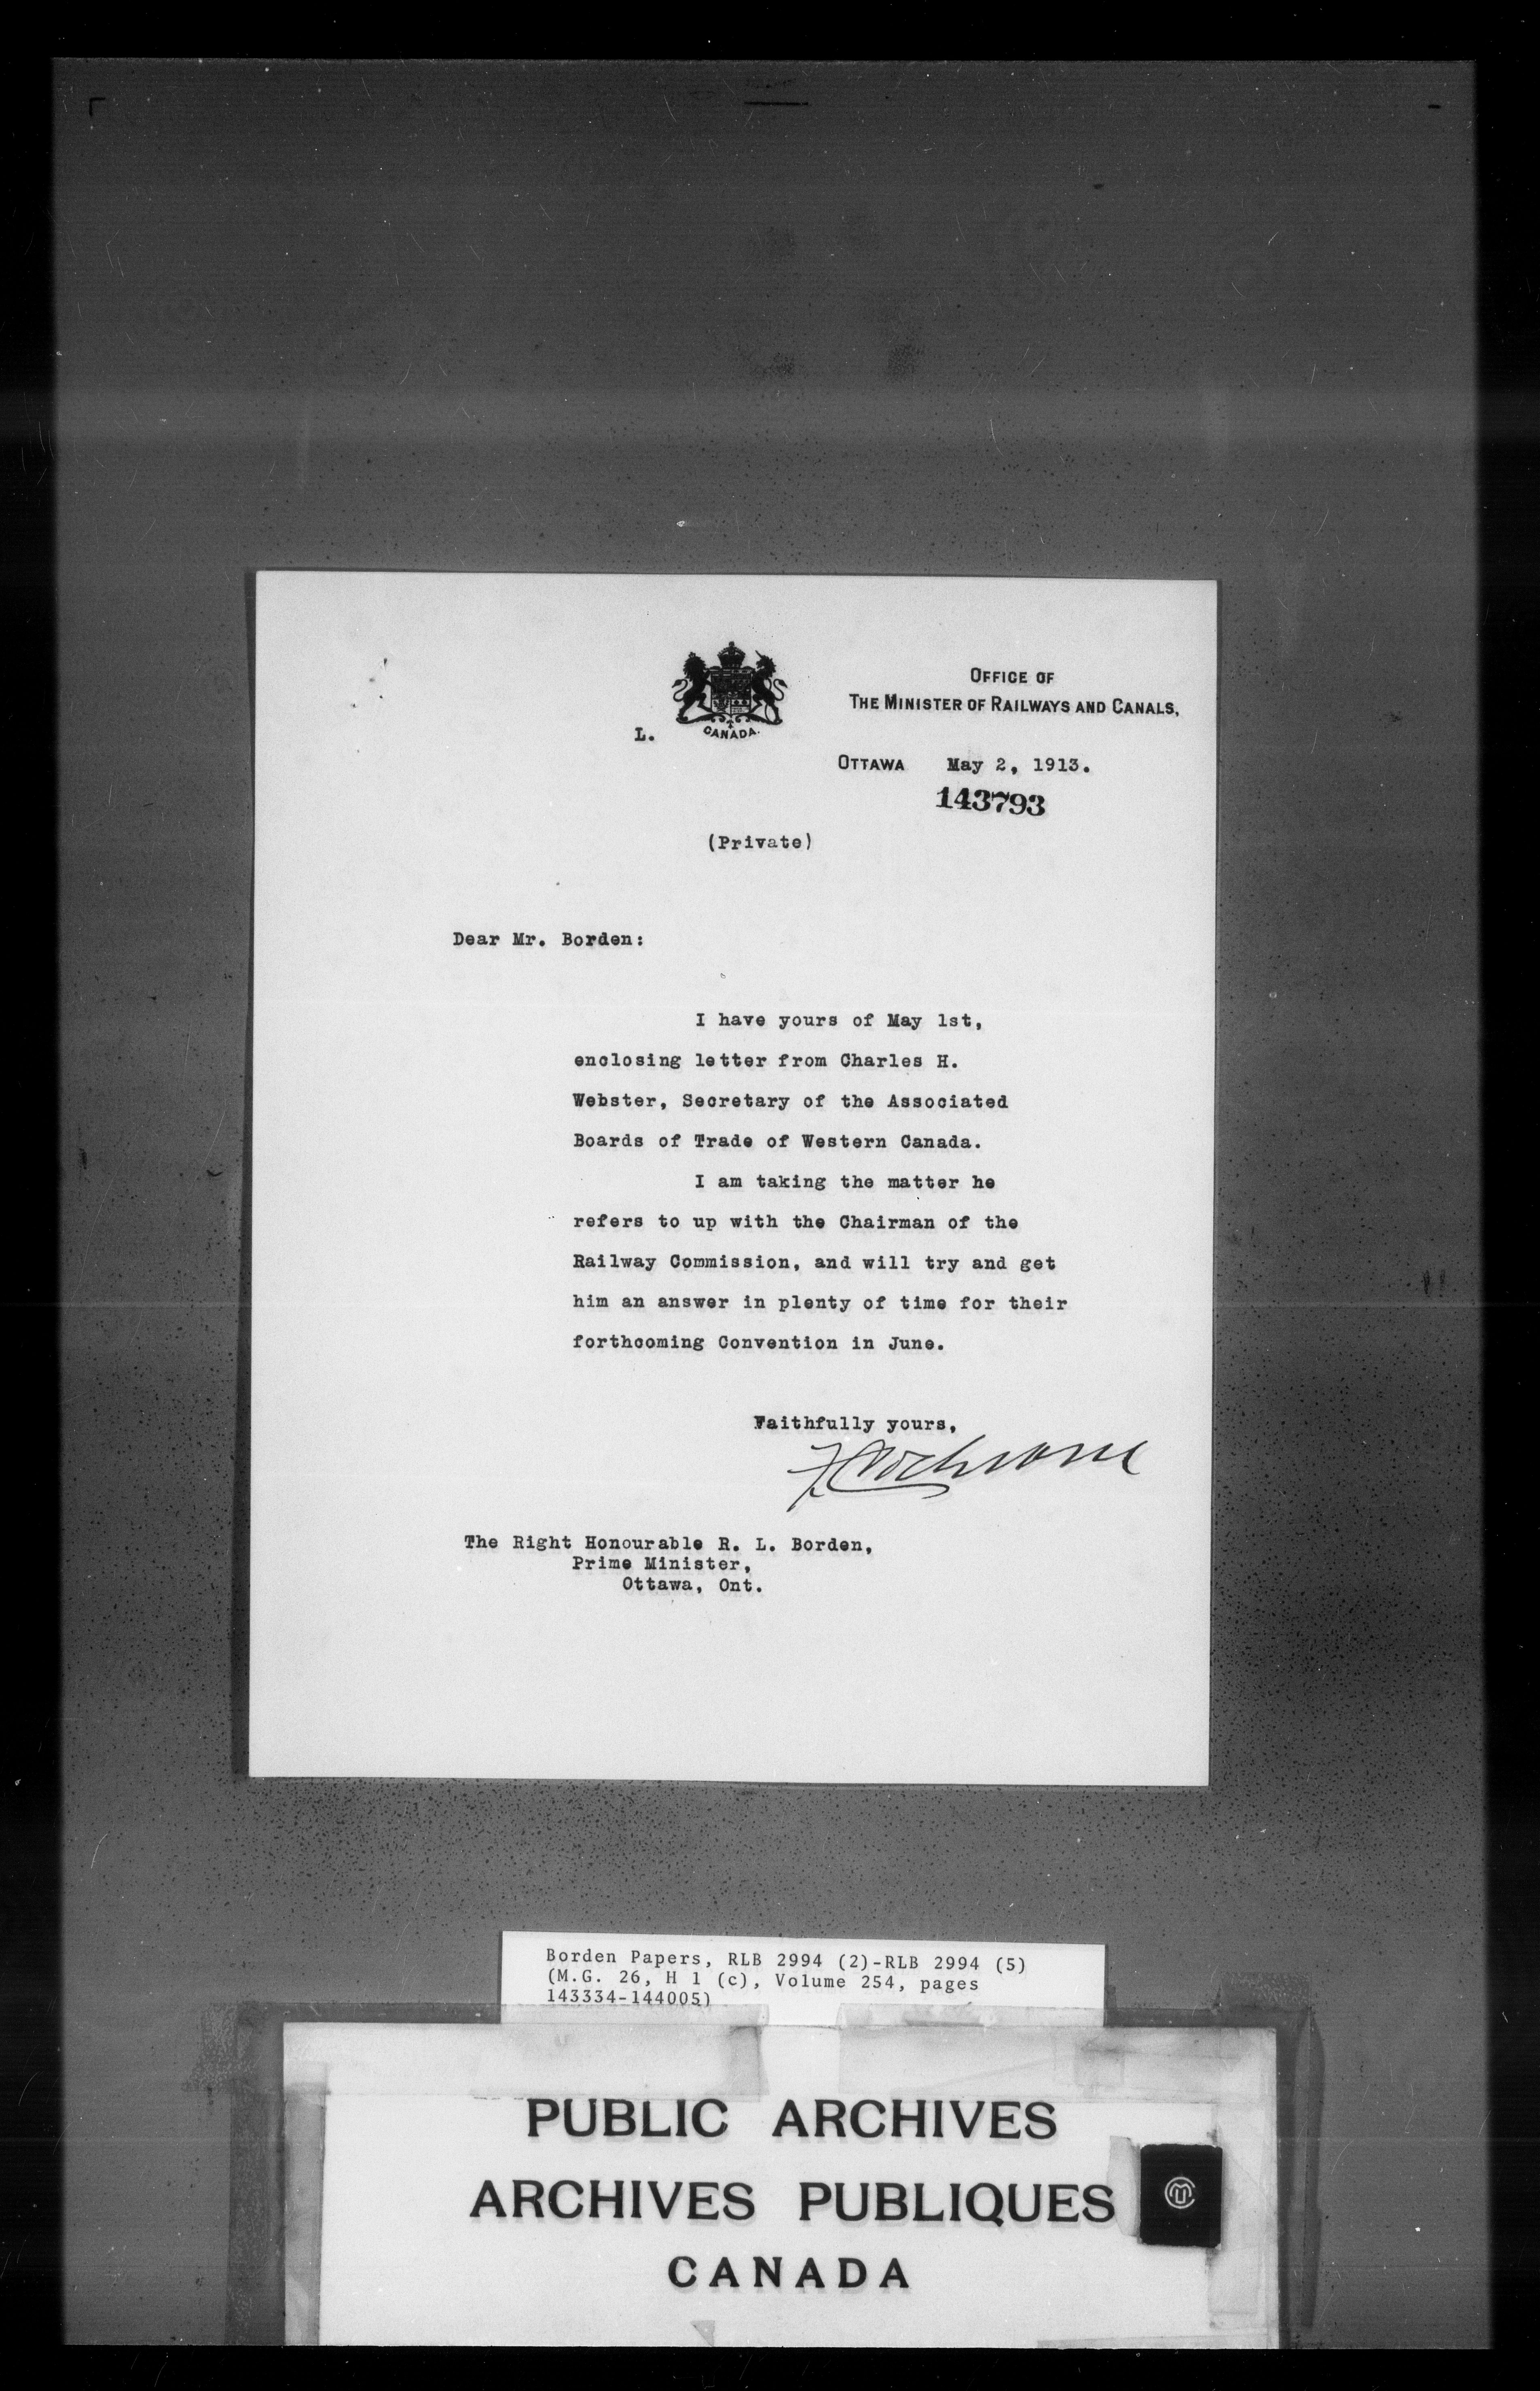 OFFICE OF
THE MINISTER OF RAILWAYS AND CANALS,
L.
CANADA.
OTTAWA May 2, 1913.
143793
(Private)
Dear Mr. Borden:
I have yours of May 1st,
enclosing letter from Charles H.
Webster, Secretary of the Associated
Boards of Trade of Western Canada.
I am taking the matter he
refers to up with the Chairman of the
Railway Commission, and will try and get
him an answer in plenty of time for their
forthcoming Convention in June.
Faithfully yours,
F Cochrane
The Right Honourable R. L. Borden,
Prime Minister,
Ottawa, Ont.
Borden Papers, RLB 2994 (2)-RLB 2994 (5)
(M.G. 26, H 1 (c), Volume 254, pages
143334-144005)
PUBLIC ARCHIVES
ARCHIVES PUBLIQUES
CANADA